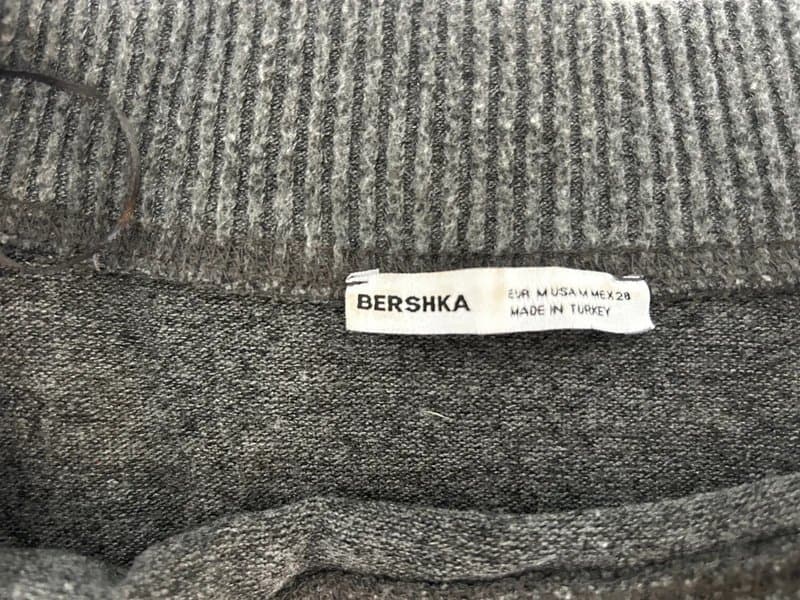 BERSHKA
EUR M USA M MEX 28
MADE IN TURKEY